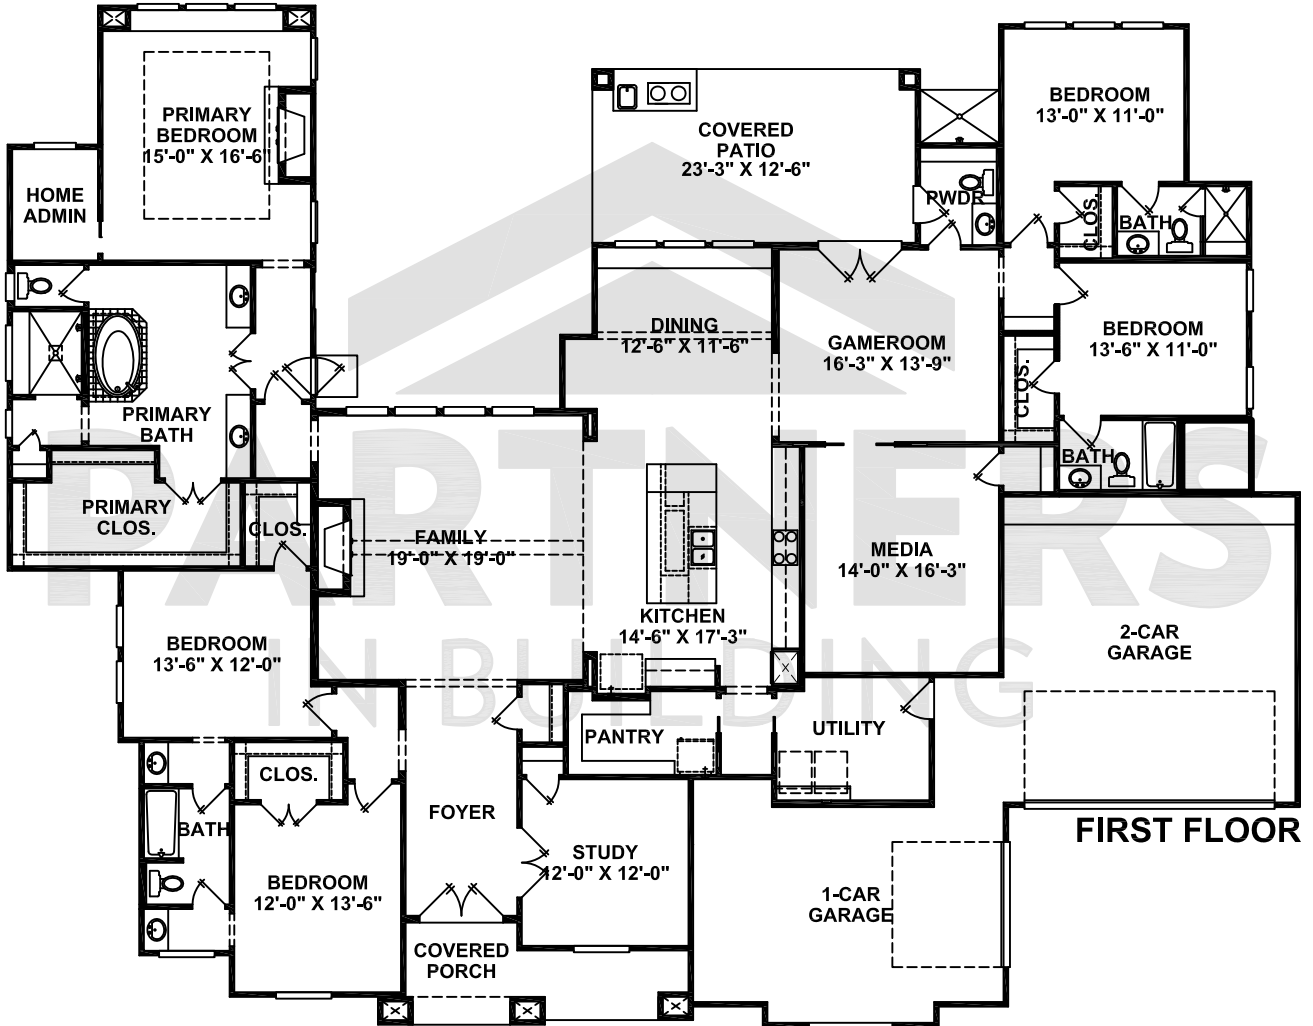 PRIMARY
BEDROOM
15'-0" X 16'-6"
HOME
ADMIN
COVERED
PATIO
23'-3" X 12'-6"
BEDROOM
13'-0" X 11'-0"
PWDR
CLOS.
BATH
DINING
12'-6" X 11'-6"
GAMEROOM
16'-3" X 13'-9"
BEDROOM
13'-6" X 11'-0"
CLOS.
PRIMARY
BATH
BATH
PRIMARY
CLOS.
CLOS.
FAMILY
19'-0" X 19'-0"
MEDIA
14'-0" X 16'-3"
PARTNERS
IN BUILDING
KITCHEN
14'-6" X 17'-3"
2-CAR
GARAGE
BEDROOM
13'-6" X 12'-0"
PANTRY
UTILITY
CLOS.
BATH
FOYER
STUDY
12'-0" X 12'-0"
FIRST FLOOR
BEDROOM
12'-0" X 13'-6"
1-CAR
GARAGE
COVERED
PORCH